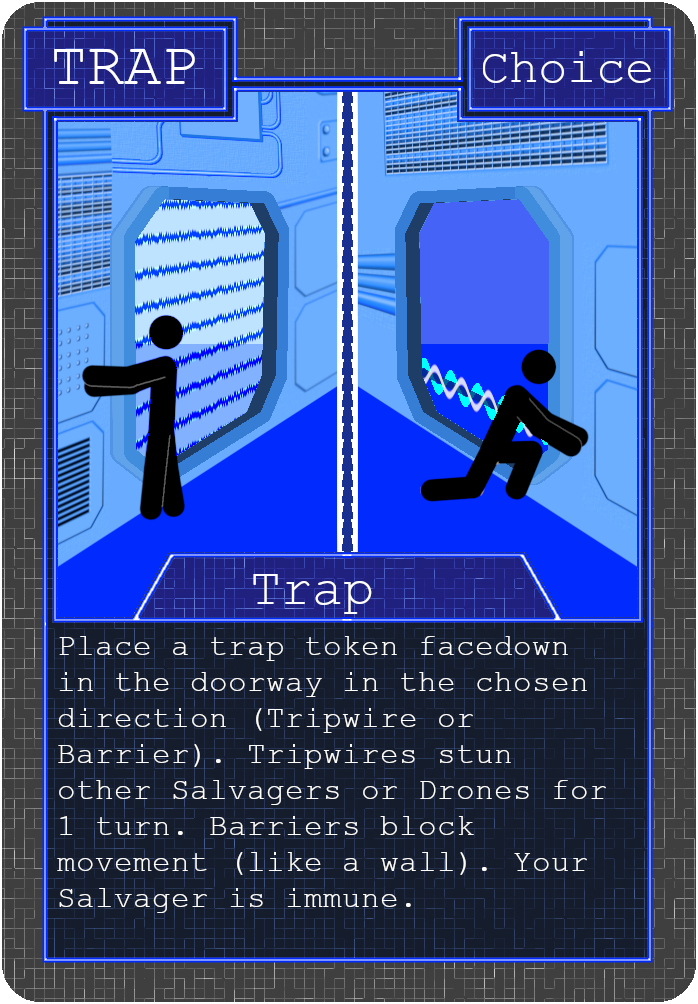 TRAP
Choice
Trap
Place a trap token facedown
in the doorway in the chosen
direction (Tripwire or
Barrier). Tripwires stun
other Salvagers or Drones for
1 turn. Barriers block
movement (like a wall). Your
Salvager is immune.